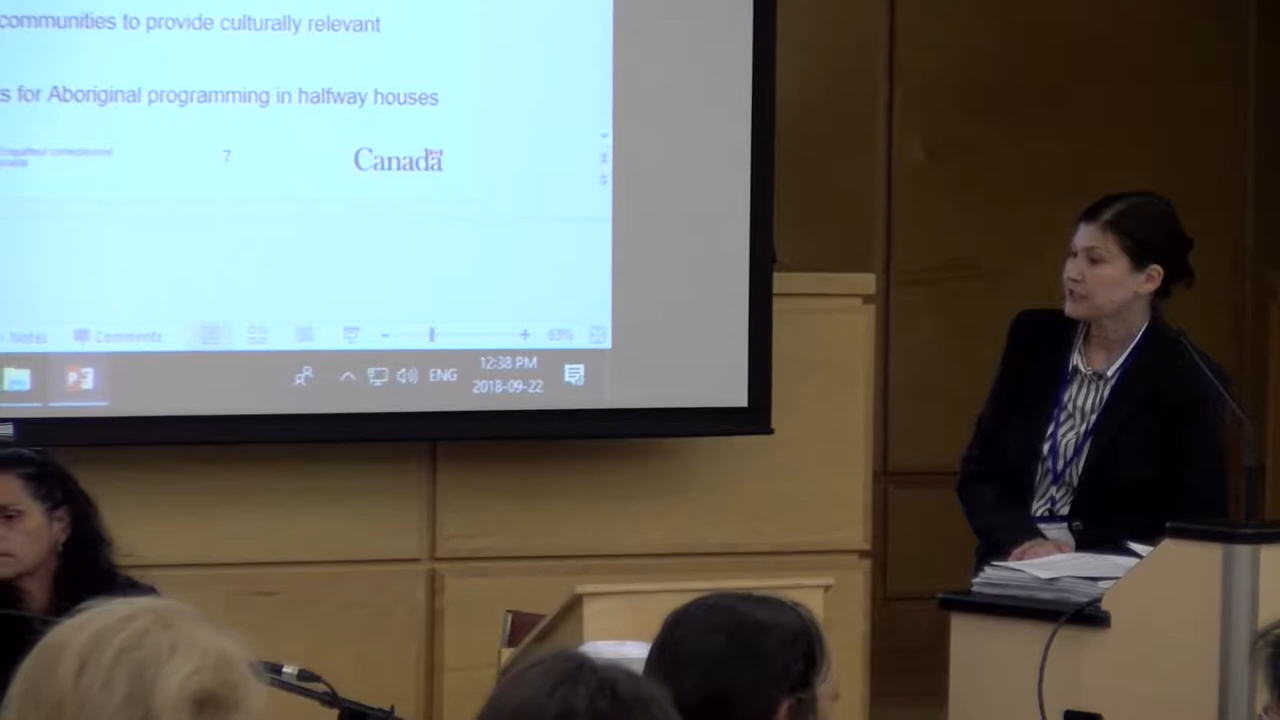 communities to provide culturally relevant
s for Aboriginal programming in halfway houses
7
Canada
Notes
Comments
63%
ENG
12:38 PM
2018-09-22